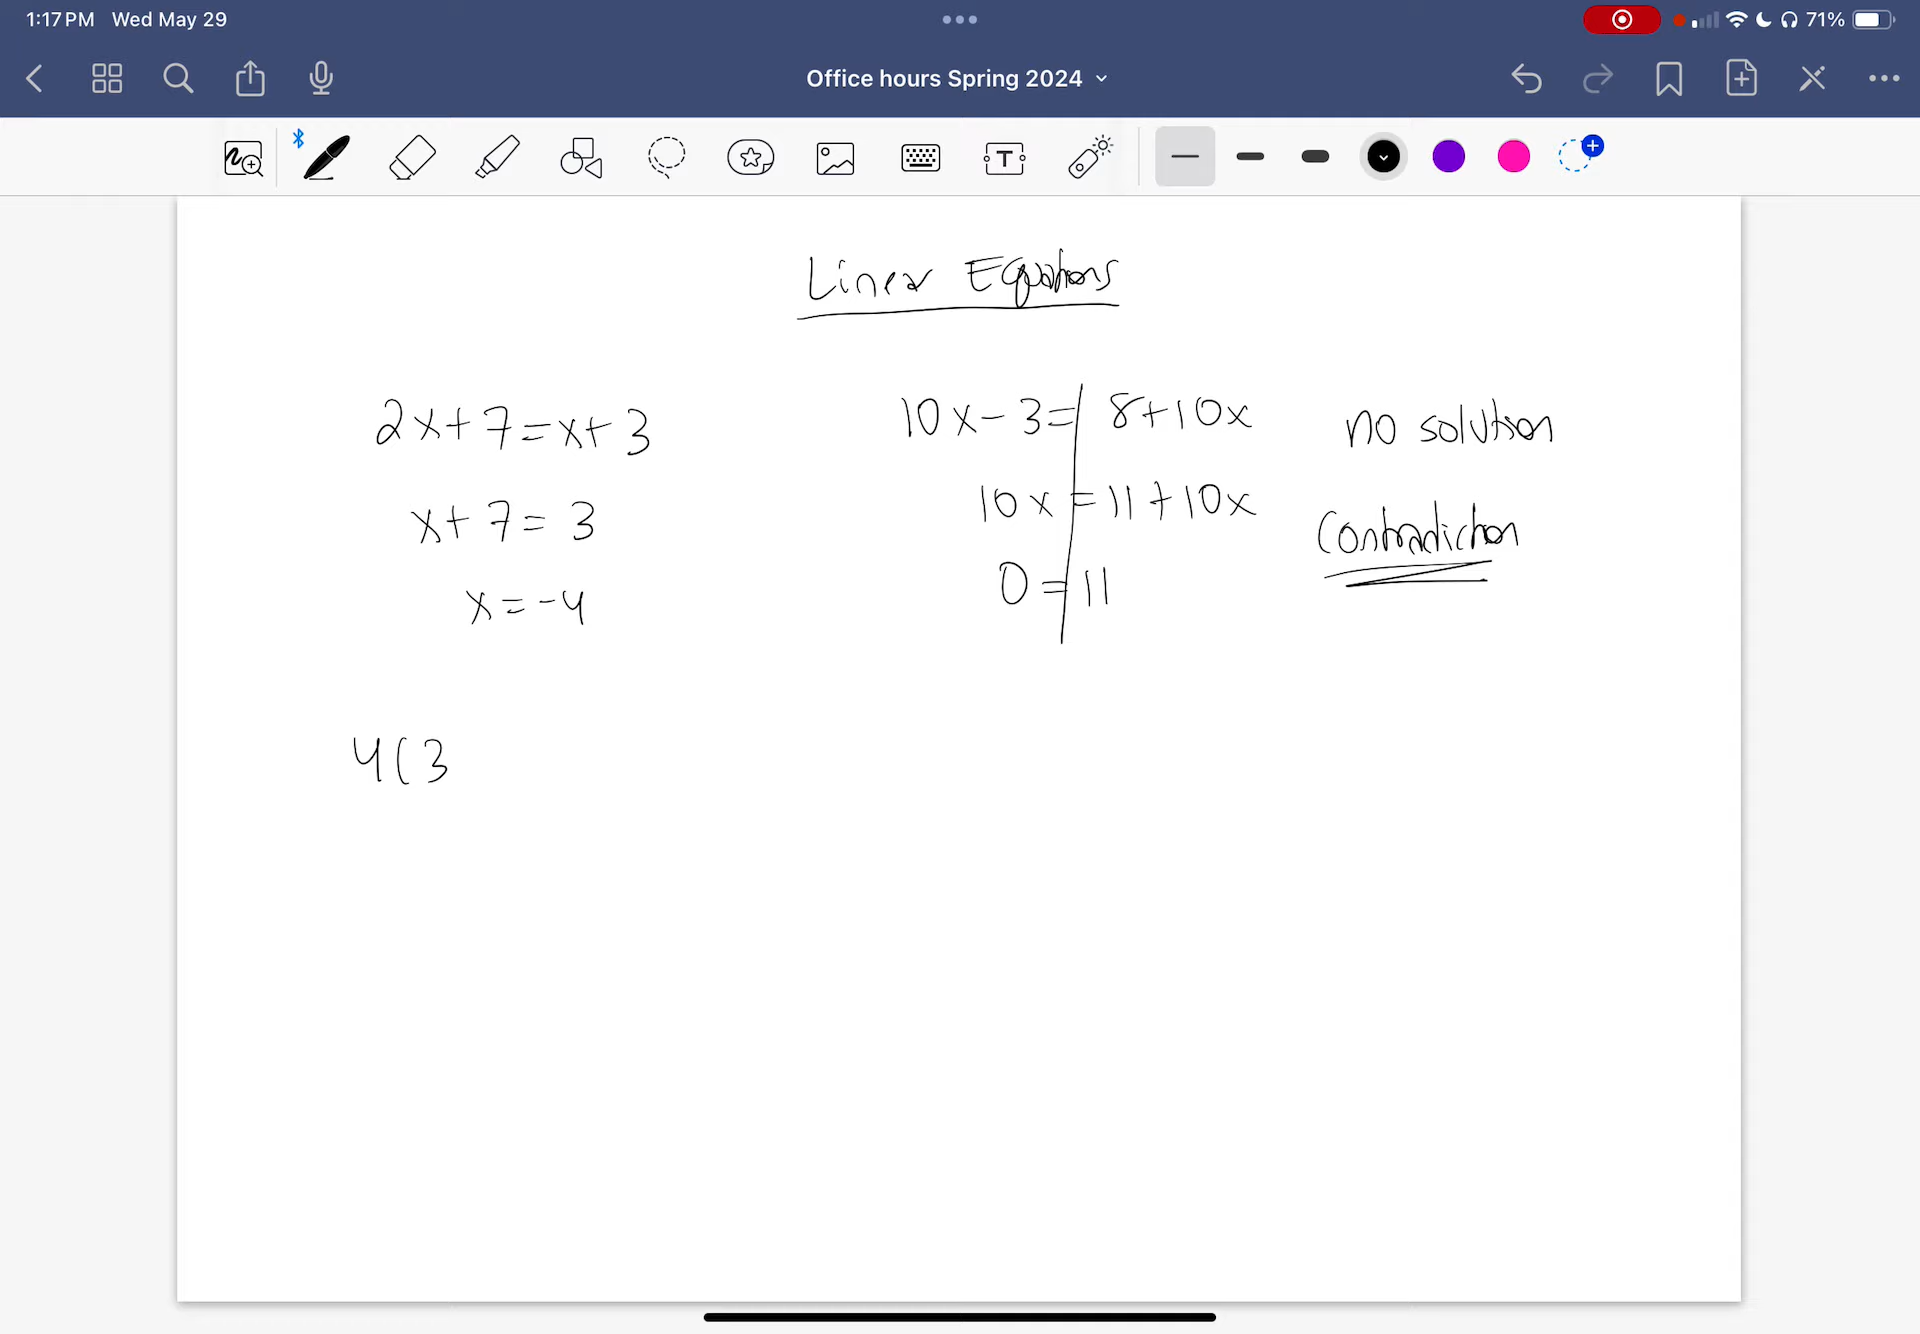 1:17 PM Wed May 29
71%
Office hours Spring 2024
T
Linear Equations
2x+7=x+3
x+7=3
x=-4
10x-3=8+10x
10x=11+10x
0=11
no solution
Contradiction
4(3